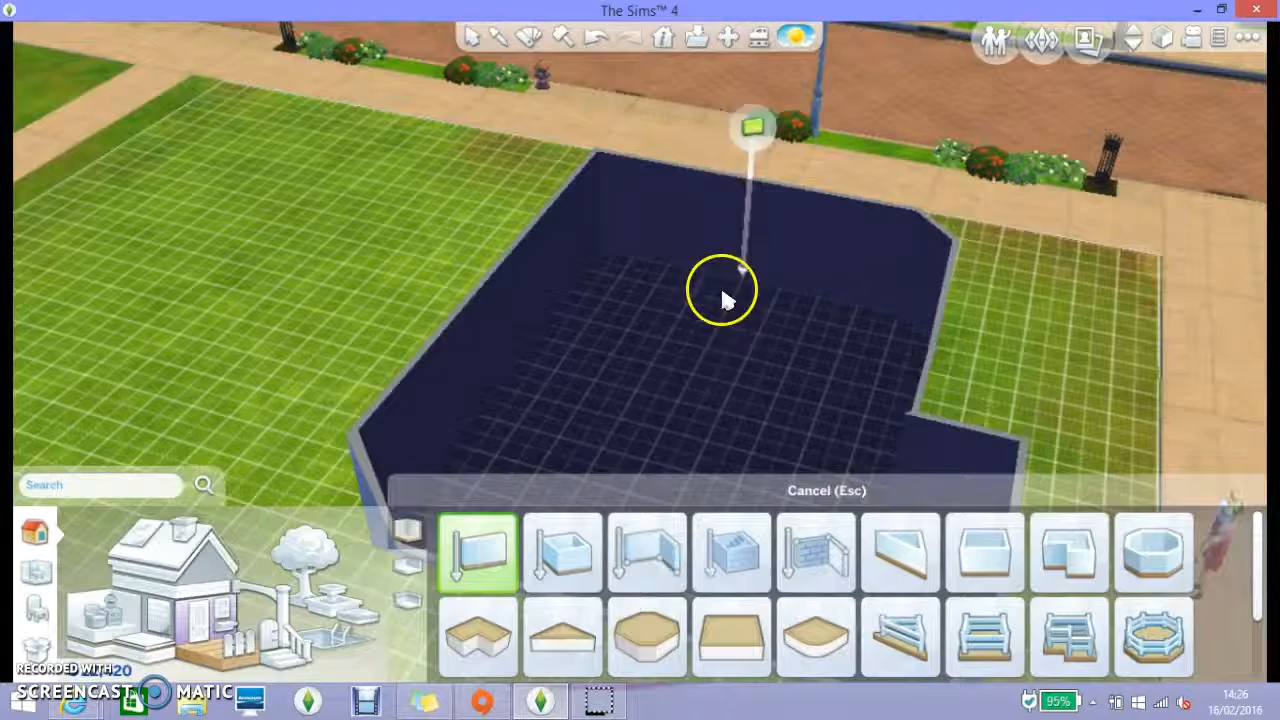 The Sims™ 4
Cancel (Esc)
Search
RECORDED WITH
SCREENCAST MATIC
95%
14:26
16/02/2016